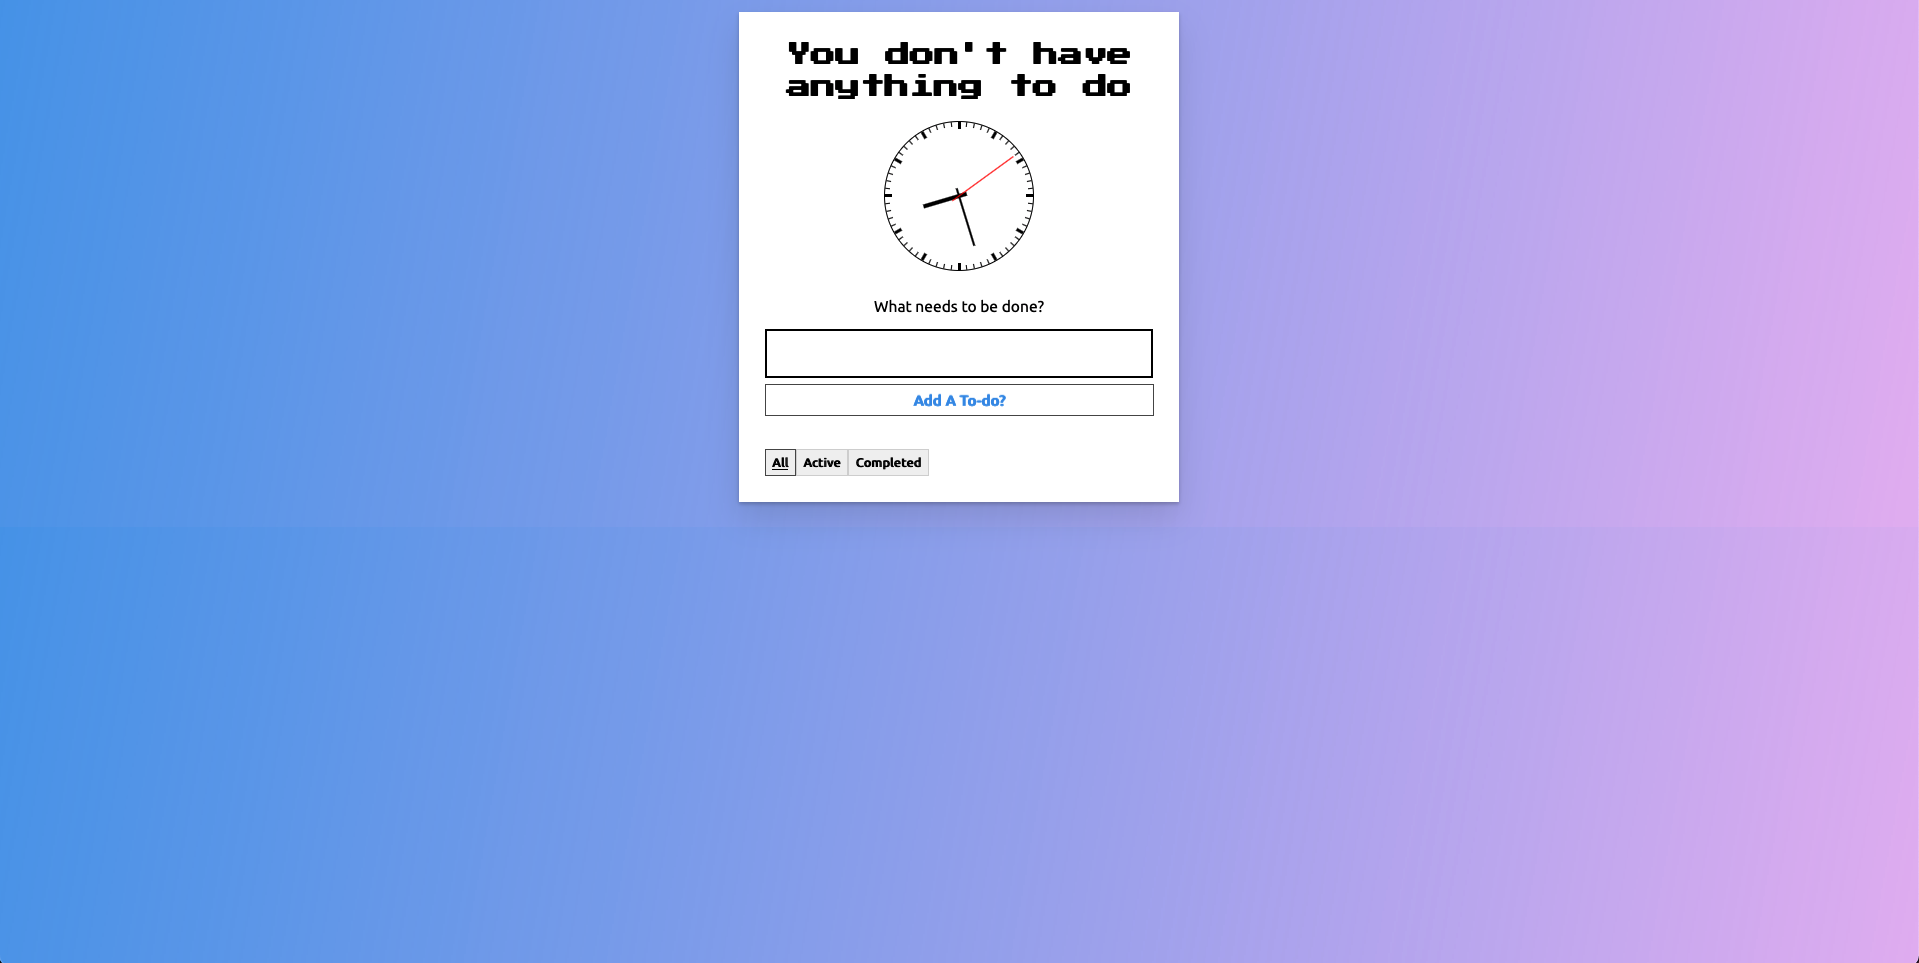 You don't have
anything to do
What needs to be done?
Add A To-do?
All Active Completed